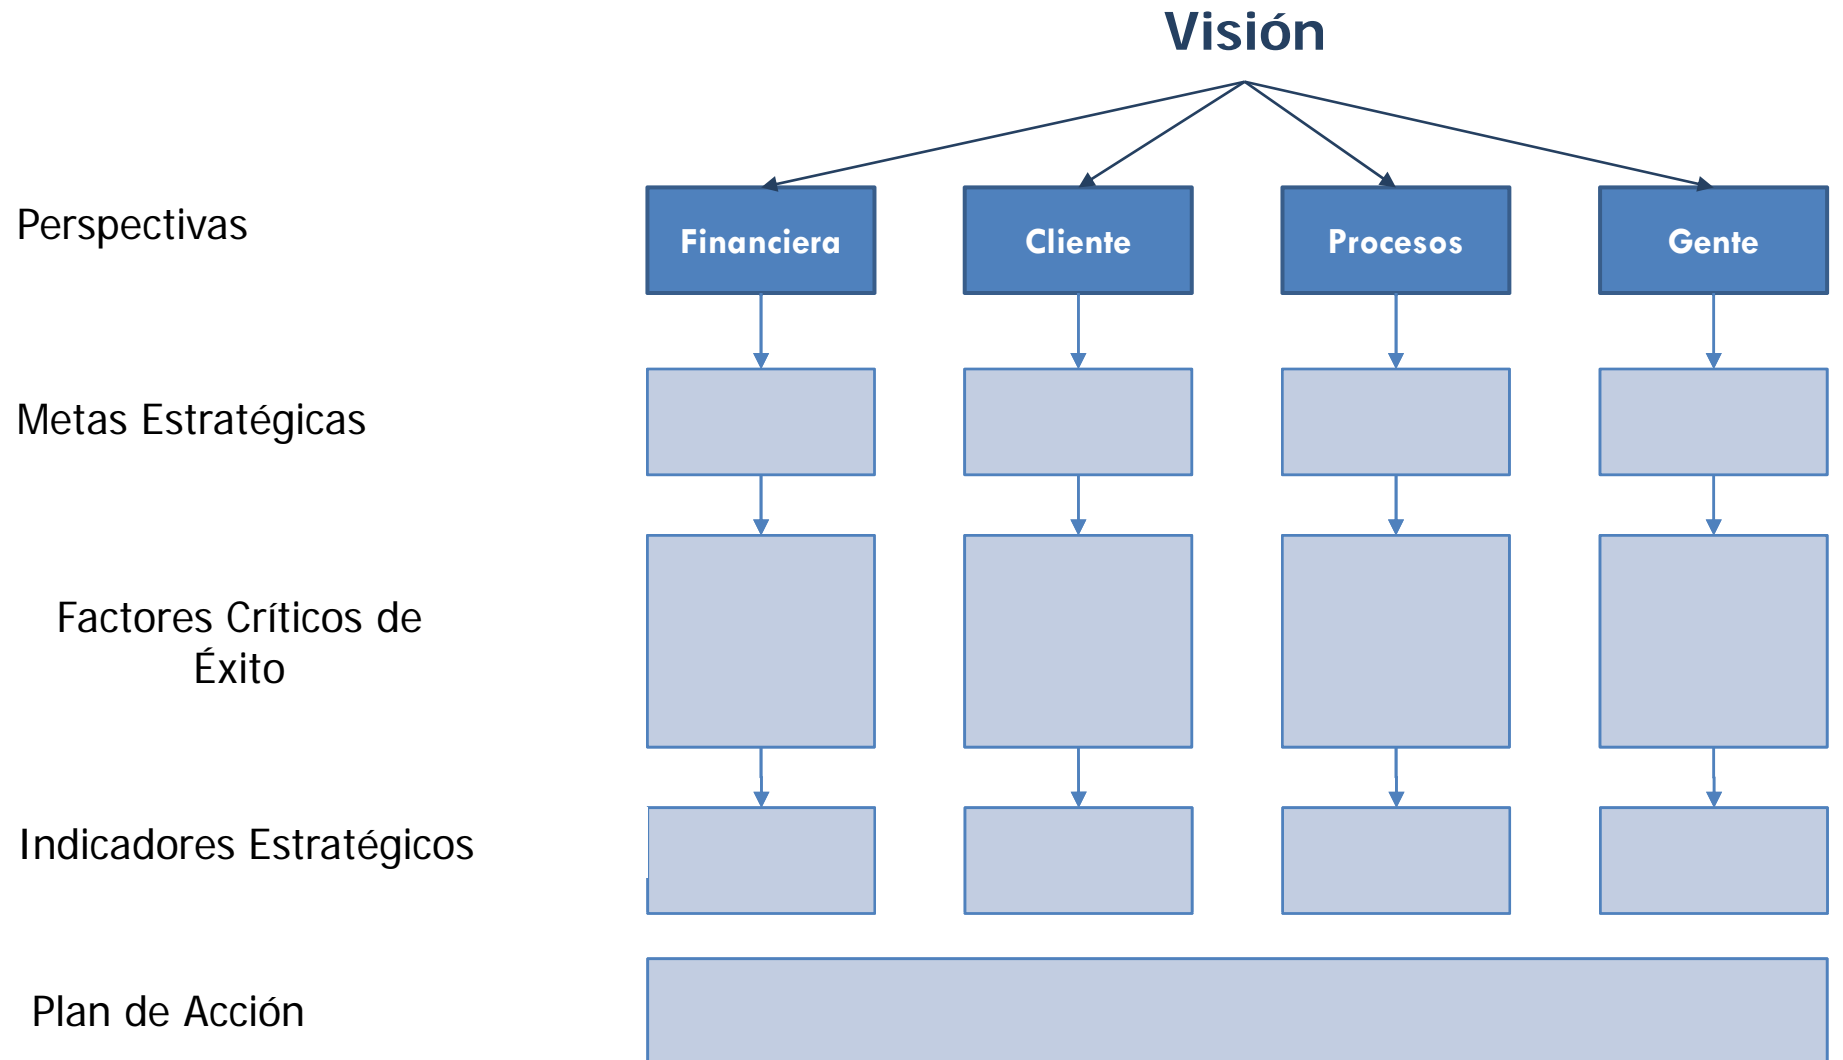 Visión
Perspectivas
Financiera
Cliente
Procesos
Gente
Metas Estratégicas
Factores Críticos de
Éxito
Indicadores Estratégicos
Plan de Acción